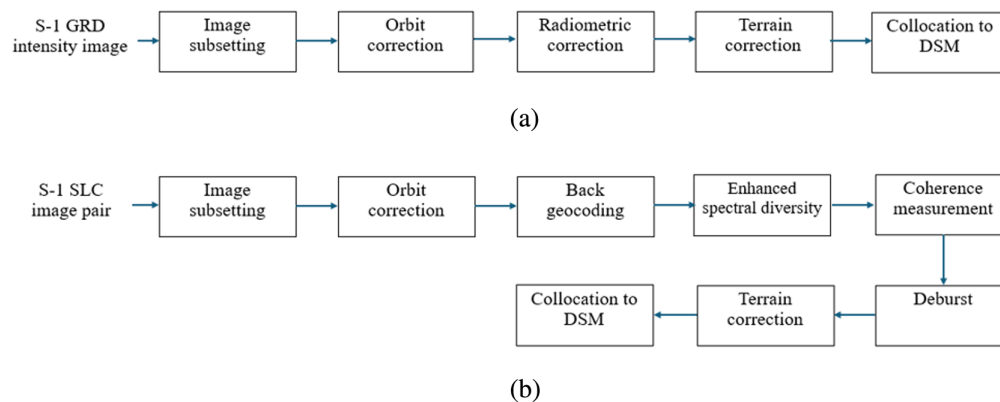 S-1 GRD
intensity image
Image
subsetting
Orbit
correction
Radiometric
correction
Terrain
correction
Collocation to
DSM
(a)
S-1 SLC
image pair
Image
subsetting
Orbit
correction
Back
geocoding
Enhanced
spectral diversity
Coherence
measurement
Deburst
Terrain
correction
Collocation to
DSM
(b)